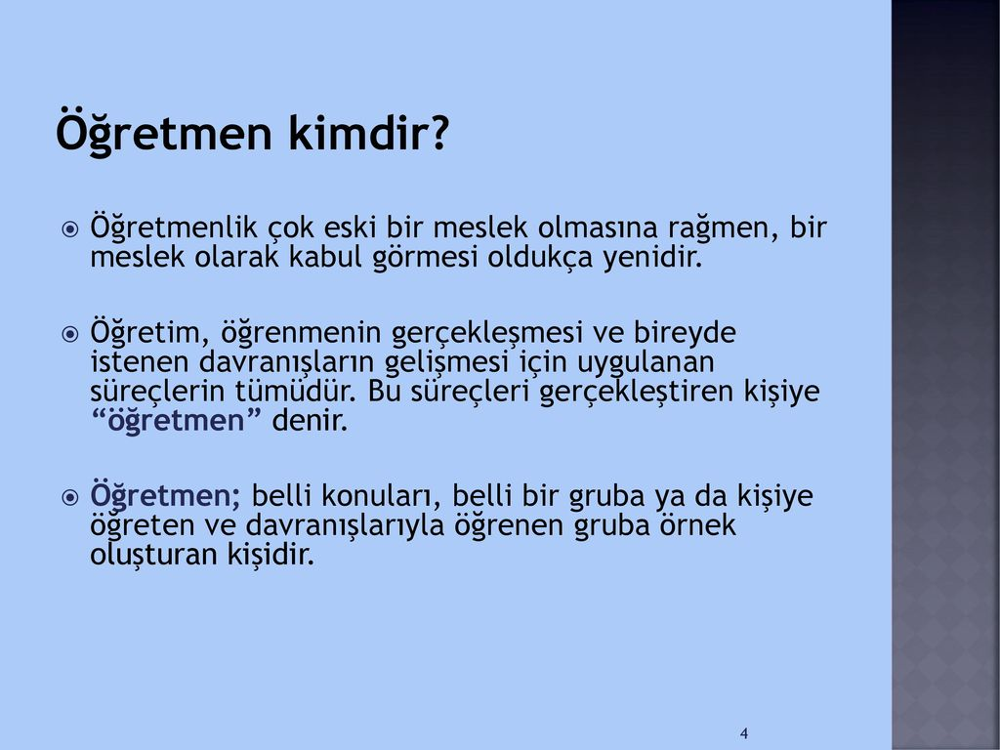 Öğretmen kimdir?
Öğretmenlik çok eski bir meslek olmasına rağmen, bir
meslek olarak kabul görmesi oldukça yenidir.
Öğretim, öğrenmenin gerçekleşmesi ve bireyde
istenen davranışların gelişmesi için uygulanan
süreçlerin tümüdür. Bu süreçleri gerçekleştiren kişiye
“öğretmen” denir.
Öğretmen; belli konuları, belli bir gruba ya da kişiye
öğreten ve davranışlarıyla öğrenen gruba örnek
oluşturan kişidir.
4